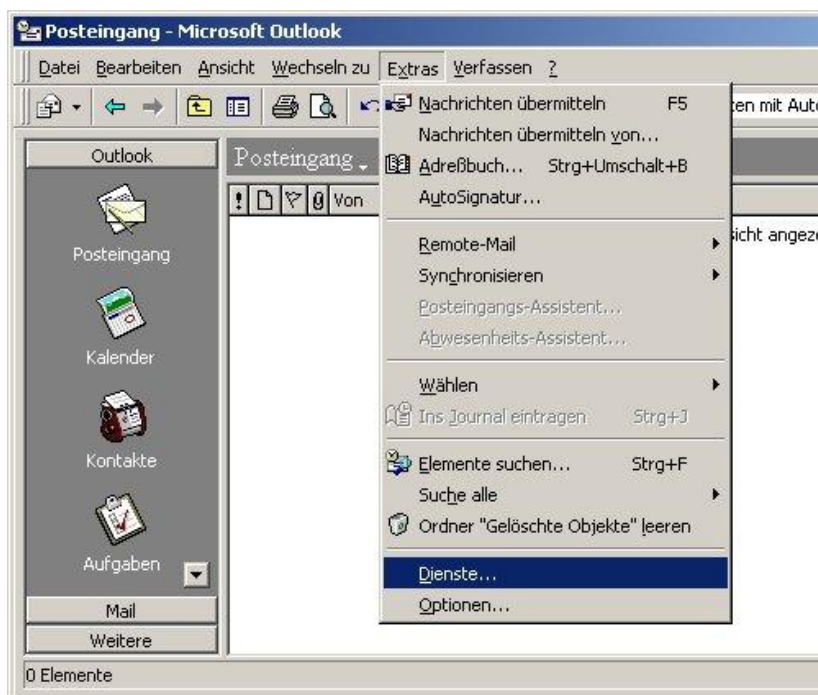 Posteingang - Microsoft Outlook
Datei Bearbeiten Ansicht Wechseln zu Extras Verfassen ?
Nachrichten übermitteln F5
Nachrichten übermitteln von...
Adreßbuch... Strg+Umschalt+B
AutoSignatur...
Remote-Mail
Synchronisieren
Posteingangs-Assistent...
Abwesenheits-Assistent...
Wählen
Ins Journal eintragen Strg+J
Elemente suchen... Strg+F
Suche alle
Ordner "Gelöschte Objekte" leeren
Dienste...
Optionen...
mit
Outlook
Posteingang
Kalender
Kontakte
Aufgaben
Mail
Weitere
Posteingang
! Von
0 Elemente